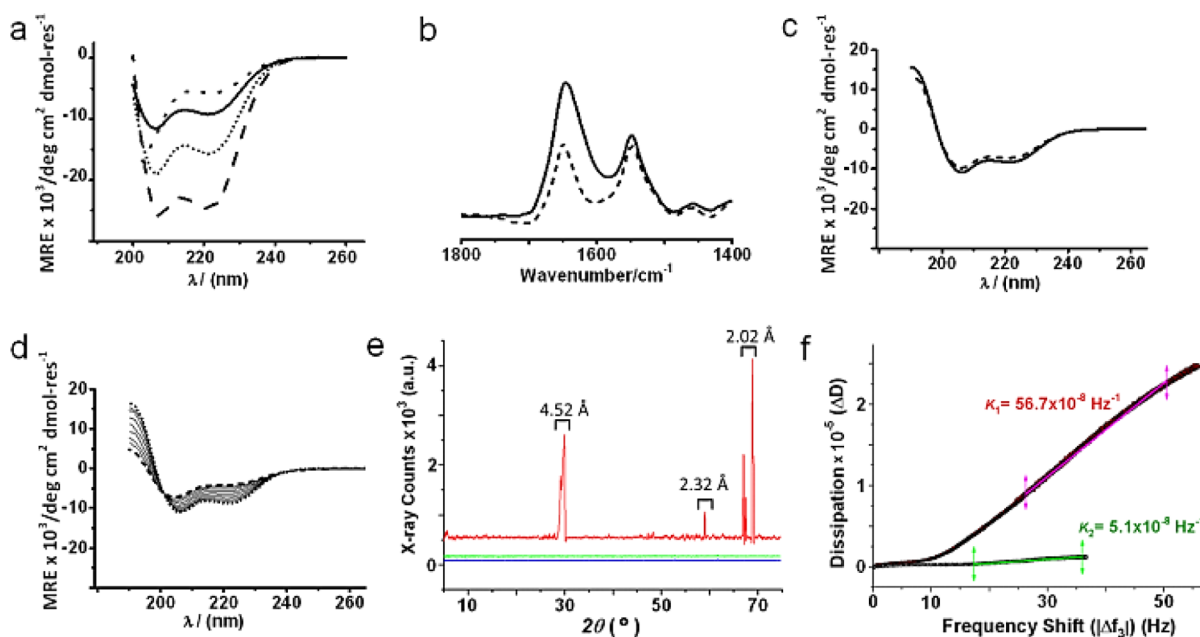 a
MRE x 10³/deg cm² dmol-res⁻¹
0
-10
-20
-30
200 220 240 260
λ / (nm)
b
1800 1600 1400
Wavenumber/cm⁻¹
c
MRE x 10³/deg cm² dmol-res⁻¹
20
10
0
-10
-20
200 220 240 260
λ / (nm)
d
MRE x 10³/deg cm² dmol-res⁻¹
20
10
0
-10
-20
200 220 240 260
λ / (nm)
e
X-ray Counts x10³ (a.u.)
4
2
0
4.52 Å
2.32 Å
2.02 Å
10 30 50 70
2θ (°)
f
Dissipation x 10⁻⁵ (ΔD)
2
1
0
κ₁= 56.7x10⁻⁸ Hz⁻¹
κ₂= 5.1x10⁻⁸ Hz⁻
0 10 20 30 40 50
Frequency Shift (|Δf₃|) (Hz)